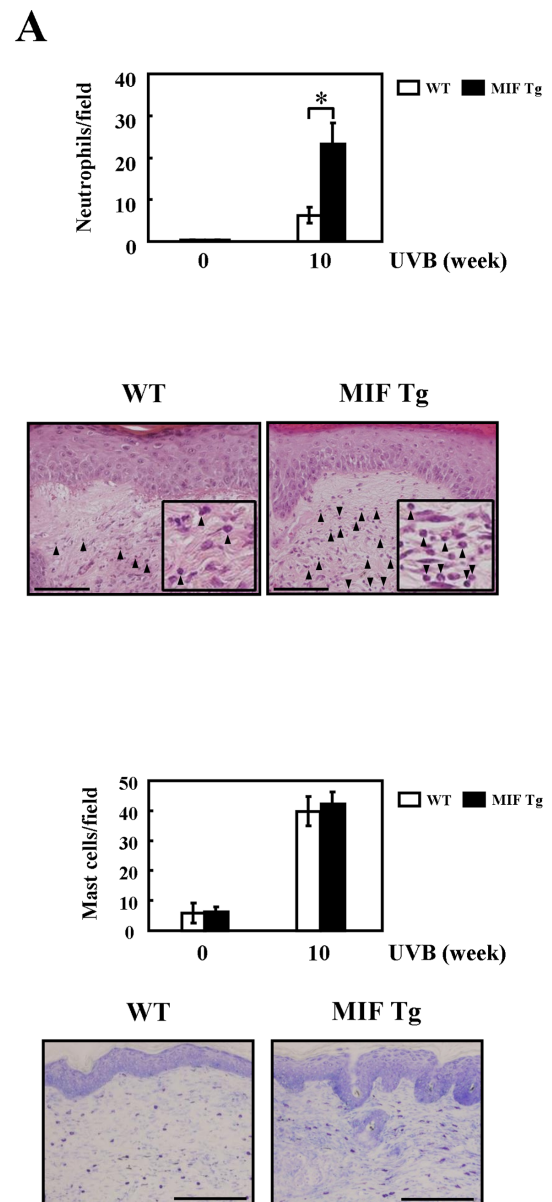 A
40
30
20
10
0
Neutrophils/field
*
WT MIF Tg
0 10 UVB (week)
WT MIF Tg
50
40
30
20
10
0
Mast cells/field
WT MIF Tg
0 10 UVB (week)
WT MIF Tg